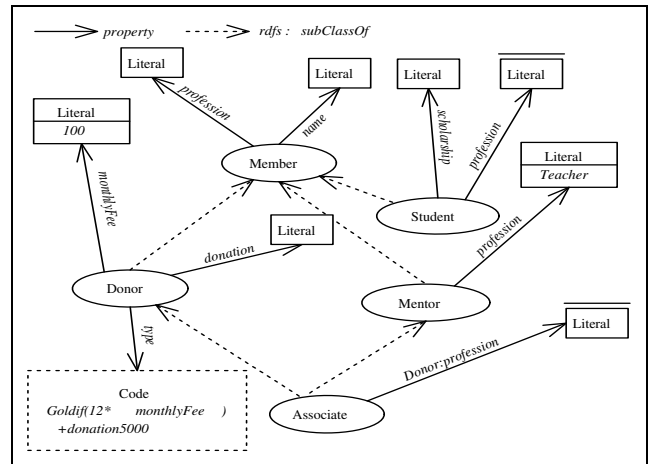 property
rdfs : subClassOf
Literal
Literal
Literal
Literal
profession
name
scholarship
profession
Literal
100
Member
Literal
Teacher
monthlyFee
Student
Literal
donation
profession
Donor
Mentor
type
Literal
Donor:profession
Code
Goldif(12* monthlyFee )
+donation5000
Associate